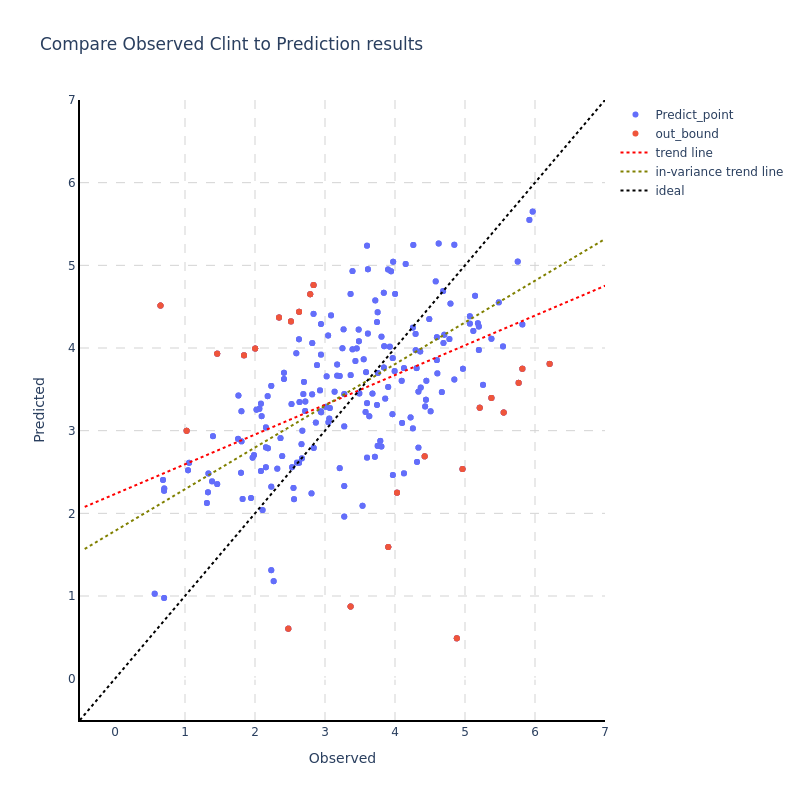 Compare Observed Clint to Prediction results
7
6
5
4
3
2
1
0
0 1 2 3 4 5 6 7
Observed
Predicted
Predict_point
out_bound
trend line
in-variance trend line
ideal